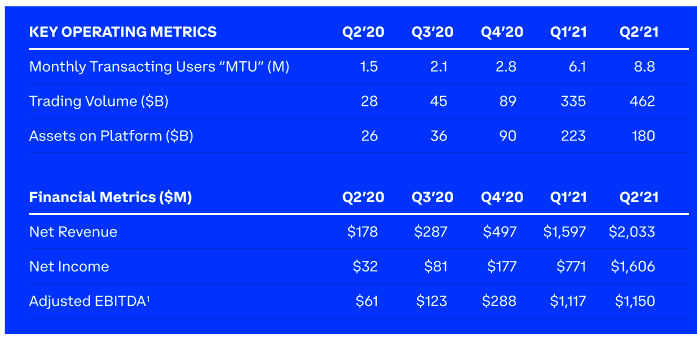 KEY OPERATING METRICS Q2’20 Q3’20 Q4’20 Q1’21 Q2’21
Monthly Transacting Users “MTU” (M) 1.5 2.1 2.8 6.1 8.8
Trading Volume ($B) 28 45 89 335 462
Assets on Platform ($B) 26 36 90 223 180
Financial Metrics ($M) Q2’20 Q3’20 Q4’20 Q1’21 Q2’21
Net Revenue $178 $287 $497 $1,597 $2,033
Net Income $32 $81 $177 $771 $1,606
Adjusted EBITDA¹ $61 $123 $288 $1,117 $1,150